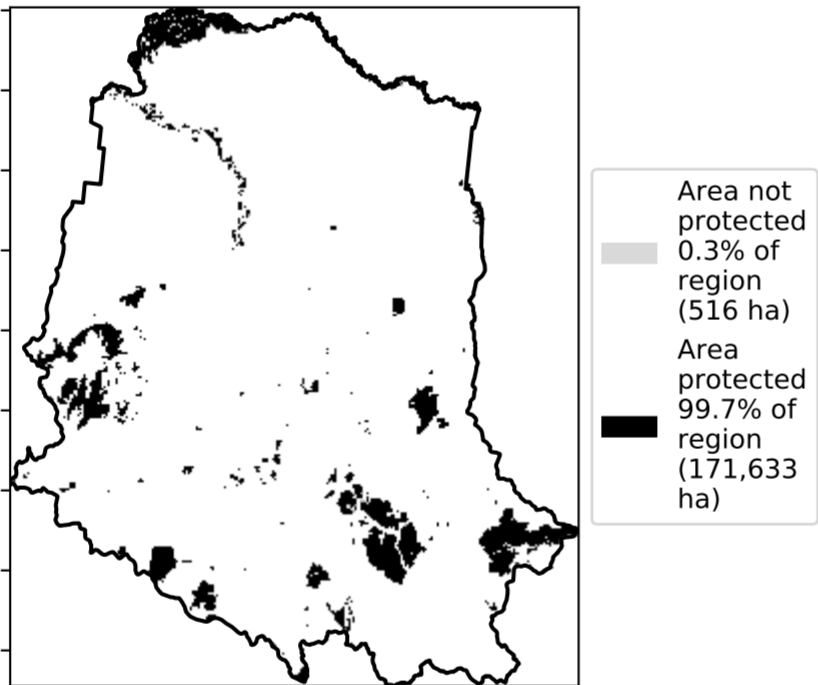 Area not
protected
0.3% of
region
(516 ha)
Area
protected
99.7% of
region
(171,633
ha)